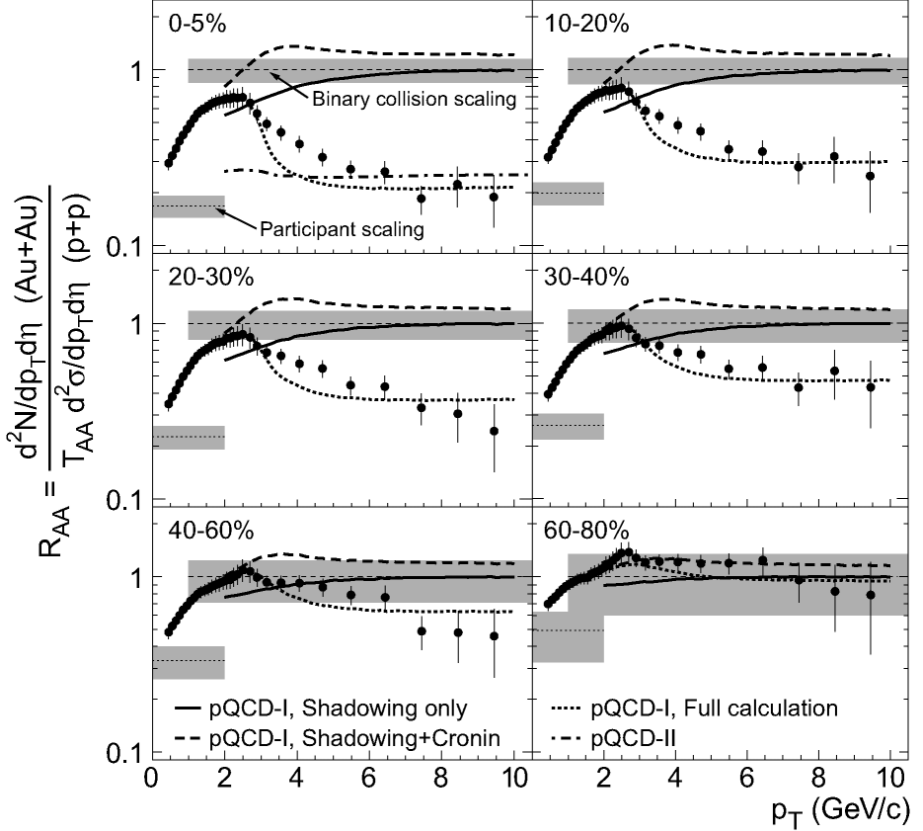 R_AA = d²N/dp_Tdη (Au+Au)
T_AA d²σ/dp_Tdη (p+p)
0-5%
10-20%
1
Binary collision scaling
Participant scaling
0.1
20-30%
30-40%
1
0.1
40-60%
60-80%
1
pQCD-I, Shadowing only
pQCD-I, Shadowing+Cronin
pQCD-I, Full calculation
pQCD-II
0.1
0 2 4 6 8 10 0 2 4 6 8 10
p_T (GeV/c)